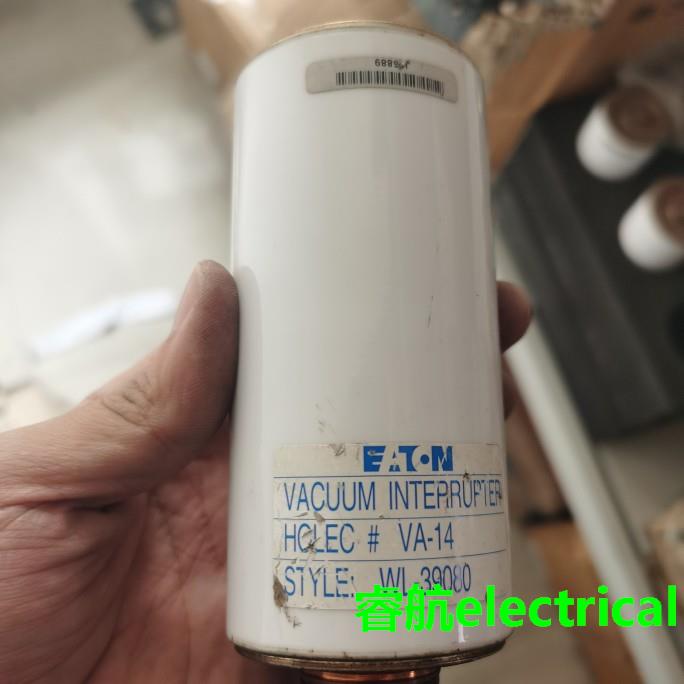 EATON
VACUUM INTERRUPTER
HOLEC # VA-14
STYLE: WL-39080
睿航electrical